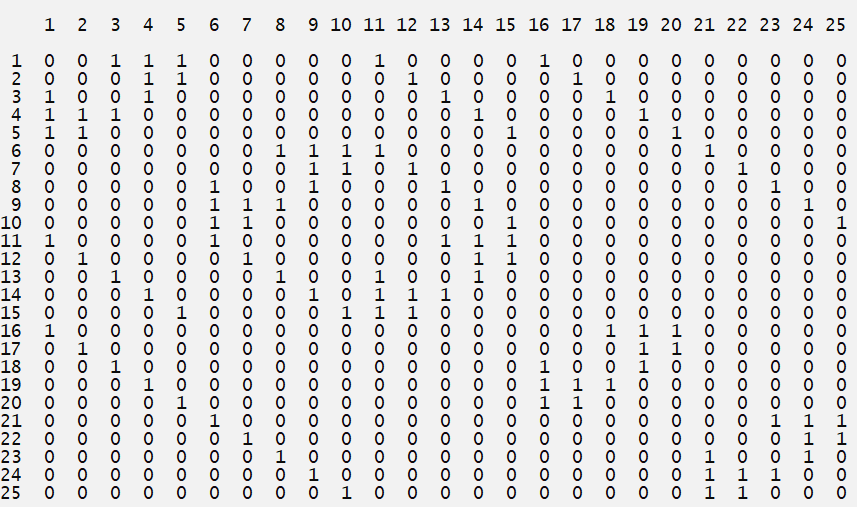 1 2 3 4 5 6 7 8 9 10 11 12 13 14 15 16 17 18 19 20 21 22 23 24 25
1 0 0 1 1 1 0 0 0 0 0 1 0 0 0 0 1 0 0 0 0 0 0 0 0 0
2 0 0 0 1 1 0 0 0 0 0 0 1 0 0 0 0 1 0 0 0 0 0 0 0 0
3 1 0 0 1 0 0 0 0 0 0 0 0 1 0 0 0 0 1 0 0 0 0 0 0 0
4 1 1 1 0 0 0 0 0 0 0 0 0 0 1 0 0 0 0 1 0 0 0 0 0 0
5 1 1 0 0 0 0 0 0 0 0 0 0 0 0 1 0 0 0 0 1 0 0 0 0 0
6 0 0 0 0 0 0 0 1 1 1 1 0 0 0 0 0 0 0 0 0 1 0 0 0 0
7 0 0 0 0 0 0 0 0 1 1 0 1 0 0 0 0 0 0 0 0 0 1 0 0 0
8 0 0 0 0 0 1 0 0 1 0 0 0 1 0 0 0 0 0 0 0 0 0 1 0 0
9 0 0 0 0 0 1 1 1 0 0 0 0 0 1 0 0 0 0 0 0 0 0 0 1 0
10 0 0 0 0 0 1 1 0 0 0 0 0 0 0 1 0 0 0 0 0 0 0 0 0 1
11 1 0 0 0 0 1 0 0 0 0 0 0 1 1 1 0 0 0 0 0 0 0 0 0 0
12 0 1 0 0 0 0 1 0 0 0 0 0 0 1 1 0 0 0 0 0 0 0 0 0 0
13 0 0 1 0 0 0 0 1 0 0 1 0 0 1 0 0 0 0 0 0 0 0 0 0 0
14 0 0 0 1 0 0 0 0 1 0 1 1 1 0 0 0 0 0 0 0 0 0 0 0 0
15 0 0 0 0 1 0 0 0 0 1 1 1 0 0 0 0 0 0 0 0 0 0 0 0 0
16 1 0 0 0 0 0 0 0 0 0 0 0 0 0 0 0 0 1 1 1 0 0 0 0 0
17 0 1 0 0 0 0 0 0 0 0 0 0 0 0 0 0 0 0 1 1 0 0 0 0 0
18 0 0 1 0 0 0 0 0 0 0 0 0 0 0 0 1 0 0 1 0 0 0 0 0 0
19 0 0 0 1 0 0 0 0 0 0 0 0 0 0 0 1 1 1 0 0 0 0 0 0 0
20 0 0 0 0 1 0 0 0 0 0 0 0 0 0 0 1 1 0 0 0 0 0 0 0 0
21 0 0 0 0 0 1 0 0 0 0 0 0 0 0 0 0 0 0 0 0 0 0 1 1 1
22 0 0 0 0 0 0 1 0 0 0 0 0 0 0 0 0 0 0 0 0 0 0 0 1 1
23 0 0 0 0 0 0 0 1 0 0 0 0 0 0 0 0 0 0 0 0 1 0 0 1 0
24 0 0 0 0 0 0 0 0 1 0 0 0 0 0 0 0 0 0 0 0 1 1 1 0 0
25 0 0 0 0 0 0 0 0 0 1 0 0 0 0 0 0 0 0 0 0 1 1 0 0 0